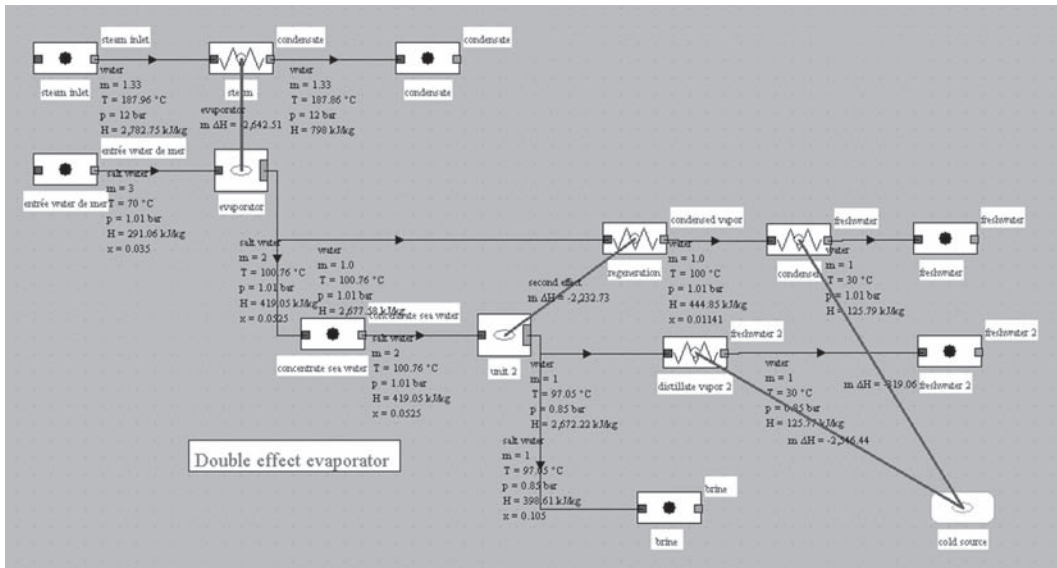 steam inlet
condensate
condensate
steam inlet
steam
condensate
water
m = 1.33
T = 187.96 °C
p = 12 bar
H = 2,782.75 kJ/kg
water
m = 1.33
T = 187.86 °C
p = 12 bar
H = 798 kJ/kg
evaporator
m ΔH = -2,642.51
entrée water de mer
entrée water de mer
evaporator
salt water
m = 3
T = 70 °C
p = 1.01 bar
H = 291.06 kJ/kg
x = 0.035
condensed vapor
freshwater
freshwater
regeneration
condenser
freshwater
salt water
m = 2
T = 100.76 °C
p = 1.01 bar
H = 419.05 kJ/kg
x = 0.0525
water
m = 1.0
T = 100.76 °C
p = 1.01 bar
H = 2,677.58 kJ/kg
second effect
m ΔH = -2,232.73
water
m = 1.0
T = 100 °C
p = 1.01 bar
H = 444.85 kJ/kg
x = 0.01141
water
m = 1
T = 30 °C
p = 1.01 bar
H = 125.79 kJ/kg
concentrate sea water
concentrate sea water
unit 2
freshwater 2
freshwater 2
distillate vapor 2
freshwater 2
salt water
m = 2
T = 100.76 °C
p = 1.01 bar
H = 419.05 kJ/kg
x = 0.0525
water
m = 1
T = 97.05 °C
p = 0.85 bar
H = 2,672.22 kJ/kg
water
m = 1
T = 30 °C
p = 0.85 bar
H = 125.77 kJ/kg
m ΔH = -319.06
m ΔH = -2,546.44
Double effect evaporator
salt water
m = 1
T = 97.05 °C
p = 0.85 bar
H = 398.61 kJ/kg
x = 0.105
brine
brine
cold source